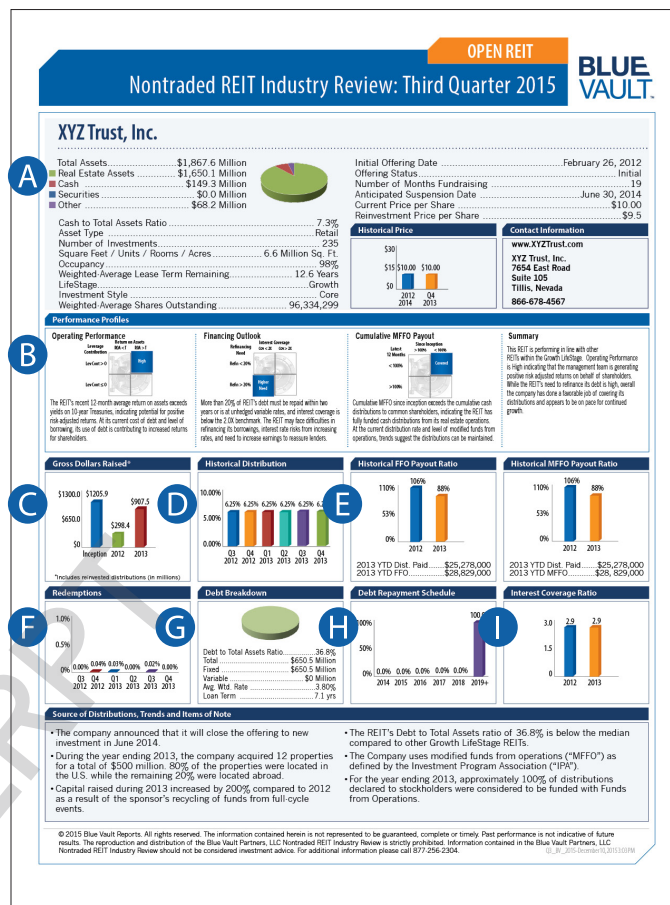 OPEN REIT
Nontraded REIT Industry Review: Third Quarter 2015
BLUE
VAULT™
XYZ Trust, Inc.
A
Total Assets..............................$1,867.6 Million
Real Estate Assets ....................$1,650.1 Million
Cash .........................................$149.3 Million
Securities ....................................$0.0 Million
Other .........................................$68.2 Million
Cash to Total Assets Ratio ......................... 7.3%
Asset Type ................................................Retail
Number of Investments...............................235
Square Feet / Units / Rooms / Acres...............6.6 Million Sq. Ft.
Occupancy....................................................98%
Weighted-Average Lease Term Remaining............12.6 Years
LifeStage...................................................Growth
Investment Style .........................................Core
Weighted-Average Shares Outstanding.............96,334,299
Initial Offering Date ...............................February 26, 2012
Offering Status..............................................Initial
Number of Months Fundraising ........................19
Anticipated Suspension Date ....................June 30, 2014
Current Price per Share ...............................$10.00
Reinvestment Price per Share .........................$9.5
Historical Price
$30
$15
$0
$10.00 $10.00
2012 Q4
2014 2013
Contact Information
www.XYZTrust.com
XYZ Trust, Inc.
7654 East Road
Suite 105
Tillis, Nevada
866-678-4567
Performance Profiles
B
Operating Performance
Return on Assets
Leverage Contribution
ROA < I ROA > I
Lev Cont > 0
High
Lev Cont ≤ 0
The REIT's recent 12-month average return on assets exceeds
yields on 10-year Treasuries, indicating potential for positive
risk-adjusted returns. At its current cost of debt and level of
borrowing, its use of debt is contributing to increased returns
for shareholders.
Financing Outlook
Interest Coverage
Refinancing Need
Ratio < 20%
Ratio > 20%
Higher Need
More than 20% of REIT's debt must be repaid within two
years or is at unhedged variable rates, and interest coverage is
below the 2.0X benchmark. The REIT may face difficulties in
refinancing its borrowings, interest rate risks from increasing
rates, and need to increase earnings to reassure lenders.
Cumulative MFFO Payout
Since Inception
Latest 12 Months
> 100% < 100%
< 100%
Covered
>100%
Cumulative MFFO since inception exceeds the cumulative cash
distributions to common shareholders, indicating the REIT has
fully funded cash distributions from its real estate operations.
At the current distribution rate and level of modified funds from
operations, trends suggest the distributions can be maintained.
Summary
This REIT is performing in line with other
REITs within the Growth LifeStage. Operating Performance
is High indicating that the management team is generating
positive risk adjusted returns on behalf of shareholders.
While the REIT's need to refinance its debt is high, overall
the company has done a favorable job of covering its
distributions and appears to be on pace for continued
growth.
C
Gross Dollars Raised*
$1300.0
$650.0
$0
$1205.9
$298.4
$907.5
Inception 2012 2013
*Includes reinvested distributions (in millions)
D
Historical Distribution
10.00%
5.00%
0.00%
6.25% 6.25% 6.25% 6.25% 6.25% 6.2
Q3 Q4 Q1 Q2 Q3 Q4
2012 2012 2013 2013 2013 2013
E
Historical FFO Payout Ratio
110%
53%
0%
106%
88%
2012 2013
2013 YTD Dist. Paid.......$25,278,000
2013 YTD FFO...............$28,829,000
Historical MFFO Payout Ratio
110%
53%
0%
106%
88%
2012 2013
2013 YTD Dist. Paid.......$25,278,000
2013 YTD MFFO............$28, 829,000
F
Redemptions
1.0%
0.5%
0%
0.00% 0.04% 0.03% 0.00% 0.02% 0.00%
Q3 Q4 Q1 Q2 Q3 Q4
2012 2012 2013 2013 2013 2013
G
Debt Breakdown
Debt to Total Assets Ratio...........36.8%
Total ..............................$650.5 Million
Fixed .............................$650.5 Million
Variable ................................$0 Million
Avg. Wtd. Rate ...........................3.80%
Loan Term ................................7.1 yrs
H
Debt Repayment Schedule
100%
50%
0%
0.0% 0.0% 0.0% 0.0% 0.0%
100.
2014 2015 2016 2017 2018 2019+
I
Interest Coverage Ratio
3.0
1.5
0
2.9 2.9
2012 2013
Source of Distributions, Trends and Items of Note
• The company announced that it will close the offering to new
investment in June 2014.
• During the year ending 2013, the company acquired 12 properties
for a total of $500 million. 80% of the properties were located in
the U.S. while the remaining 20% were located abroad.
• Capital raised during 2013 increased by 200% compared to 2012
as a result of the sponsor's recycling of funds from full-cycle
events.
• The REIT's Debt to Total Assets ratio of 36.8% is below the median
compared to other Growth LifeStage REITs.
• The Company uses modified funds from operations ("MFFO") as
defined by the Investment Program Association ("IPA").
• For the year ending 2013, approximately 100% of distributions
declared to stockholders were considered to be funded with Funds
from Operations.
© 2015 Blue Vault Reports. All rights reserved. The information contained herein is not represented to be guaranteed, complete or timely. Past performance is not indicative of future
results. The reproduction and distribution of the Blue Vault Partners, LLC Nontraded REIT Industry Review is strictly prohibited. Information contained in the Blue Vault Partners, LLC
Nontraded REIT Industry Review should not be considered investment advice. For additional information please call 877-256-2304.